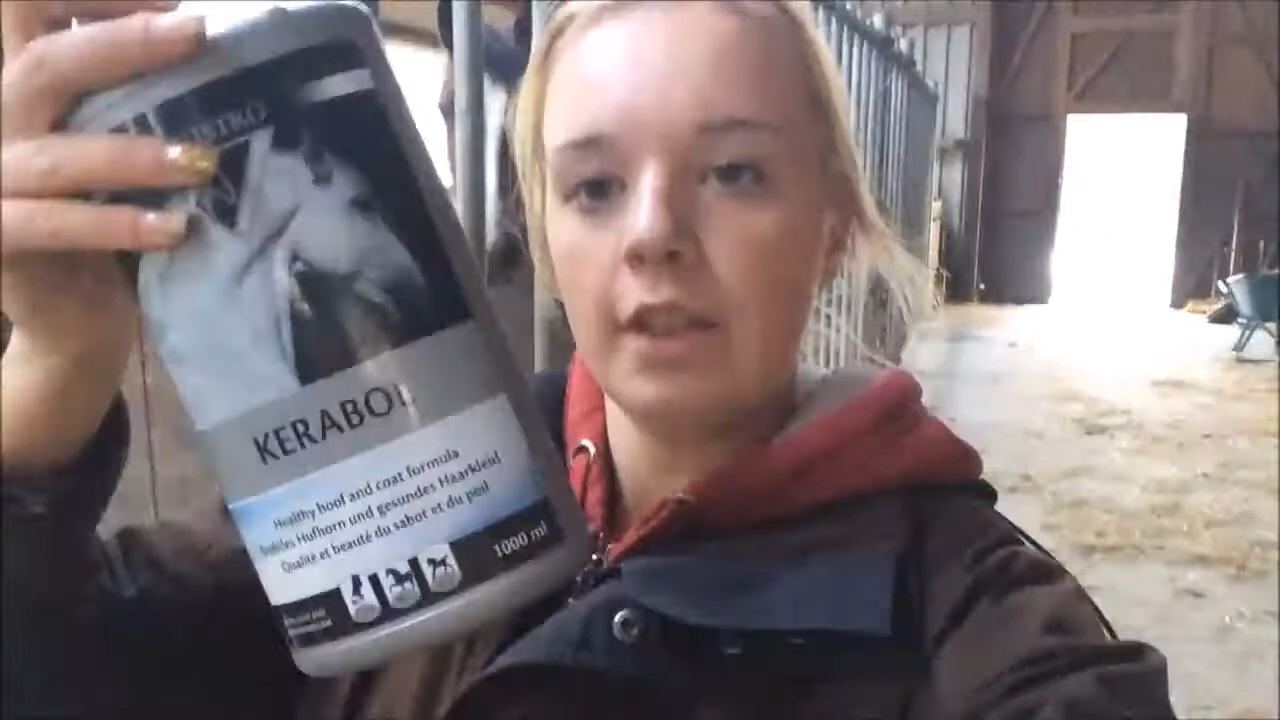 KERABOL
Healthy hoof and coat formula
Stabiles Hufhorn und gesundes Haarkleid
Qualité et beauté du sabot et du poil
1000 ml